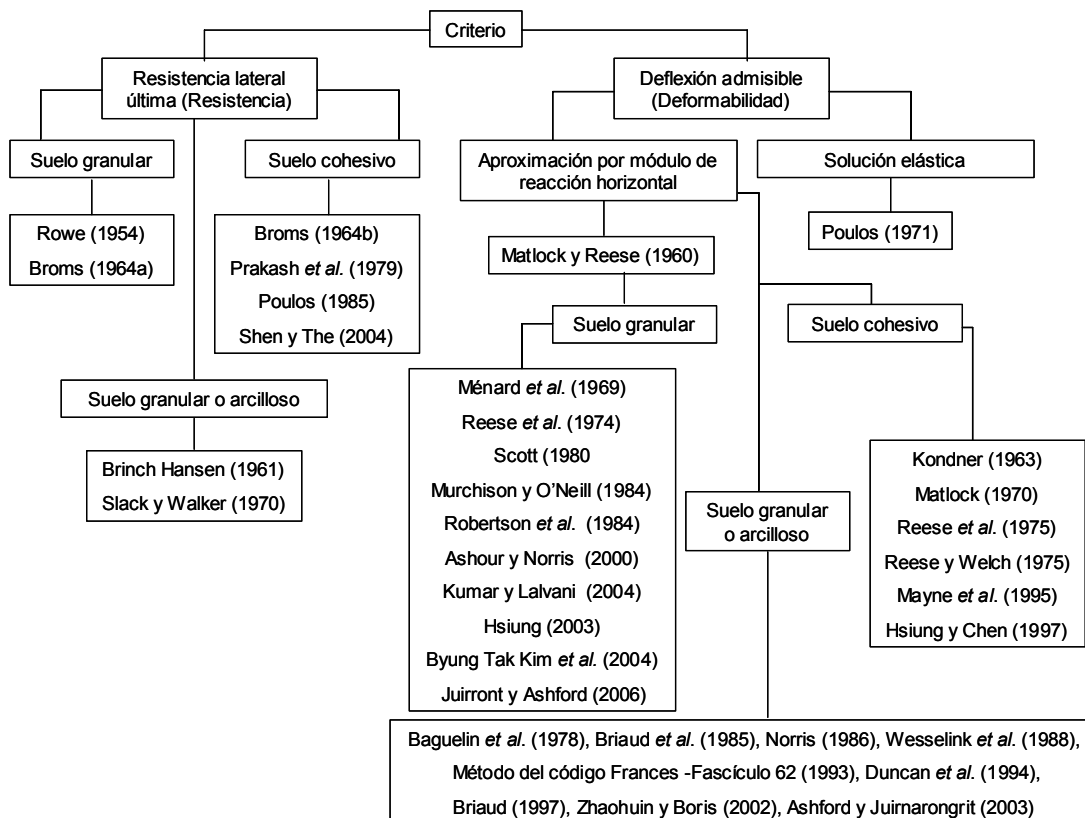 Criterio
Resistencia lateral
última (Resistencia)
Suelo granular
Rowe (1954)
Broms (1964a)
Suelo cohesivo
Broms (1964b)
Prakash et al. (1979)
Poulos (1985)
Shen y The (2004)
Suelo granular o arcilloso
Brinch Hansen (1961)
Slack y Walker (1970)
Deflexión admisible
(Deformabilidad)
Aproximación por módulo de
reacción horizontal
Matlock y Reese (1960)
Suelo granular
Ménard et al. (1969)
Reese et al. (1974)
Scott (1980
Murchison y O'Neill (1984)
Robertson et al. (1984)
Ashour y Norris (2000)
Kumar y Lalvani (2004)
Hsiung (2003)
Byung Tak Kim et al. (2004)
Juirront y Ashford (2006)
Suelo granular
o arcilloso
Baguelin et al. (1978), Briaud et al. (1985), Norris (1986), Wesselink et al. (1988),
Método del código Frances -Fascículo 62 (1993), Duncan et al. (1994),
Briaud (1997), Zhaohuin y Boris (2002), Ashford y Juirnarongrit (2003)
Suelo cohesivo
Kondner (1963)
Matlock (1970)
Reese et al. (1975)
Reese y Welch (1975)
Mayne et al. (1995)
Hsiung y Chen (1997)
Solución elástica
Poulos (1971)